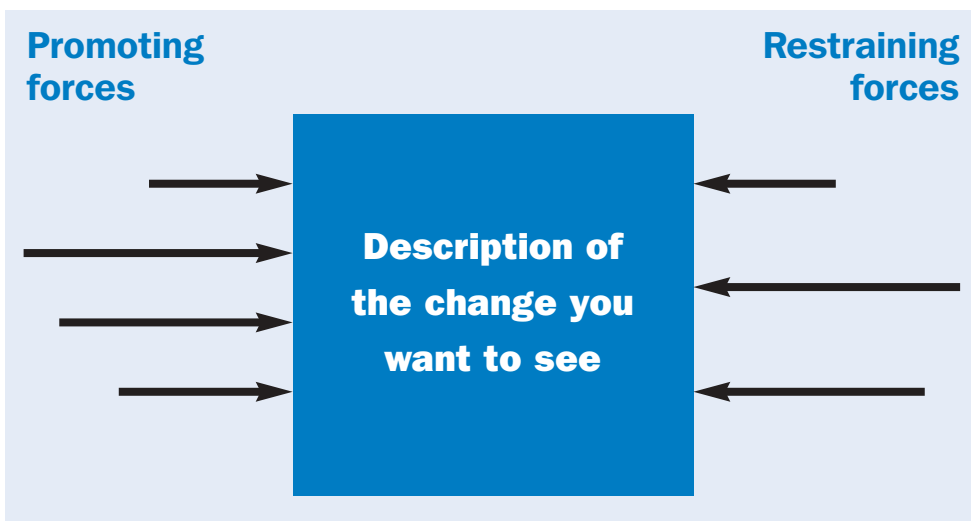 Promoting
forces
Restraining
forces
Description of
the change you
want to see